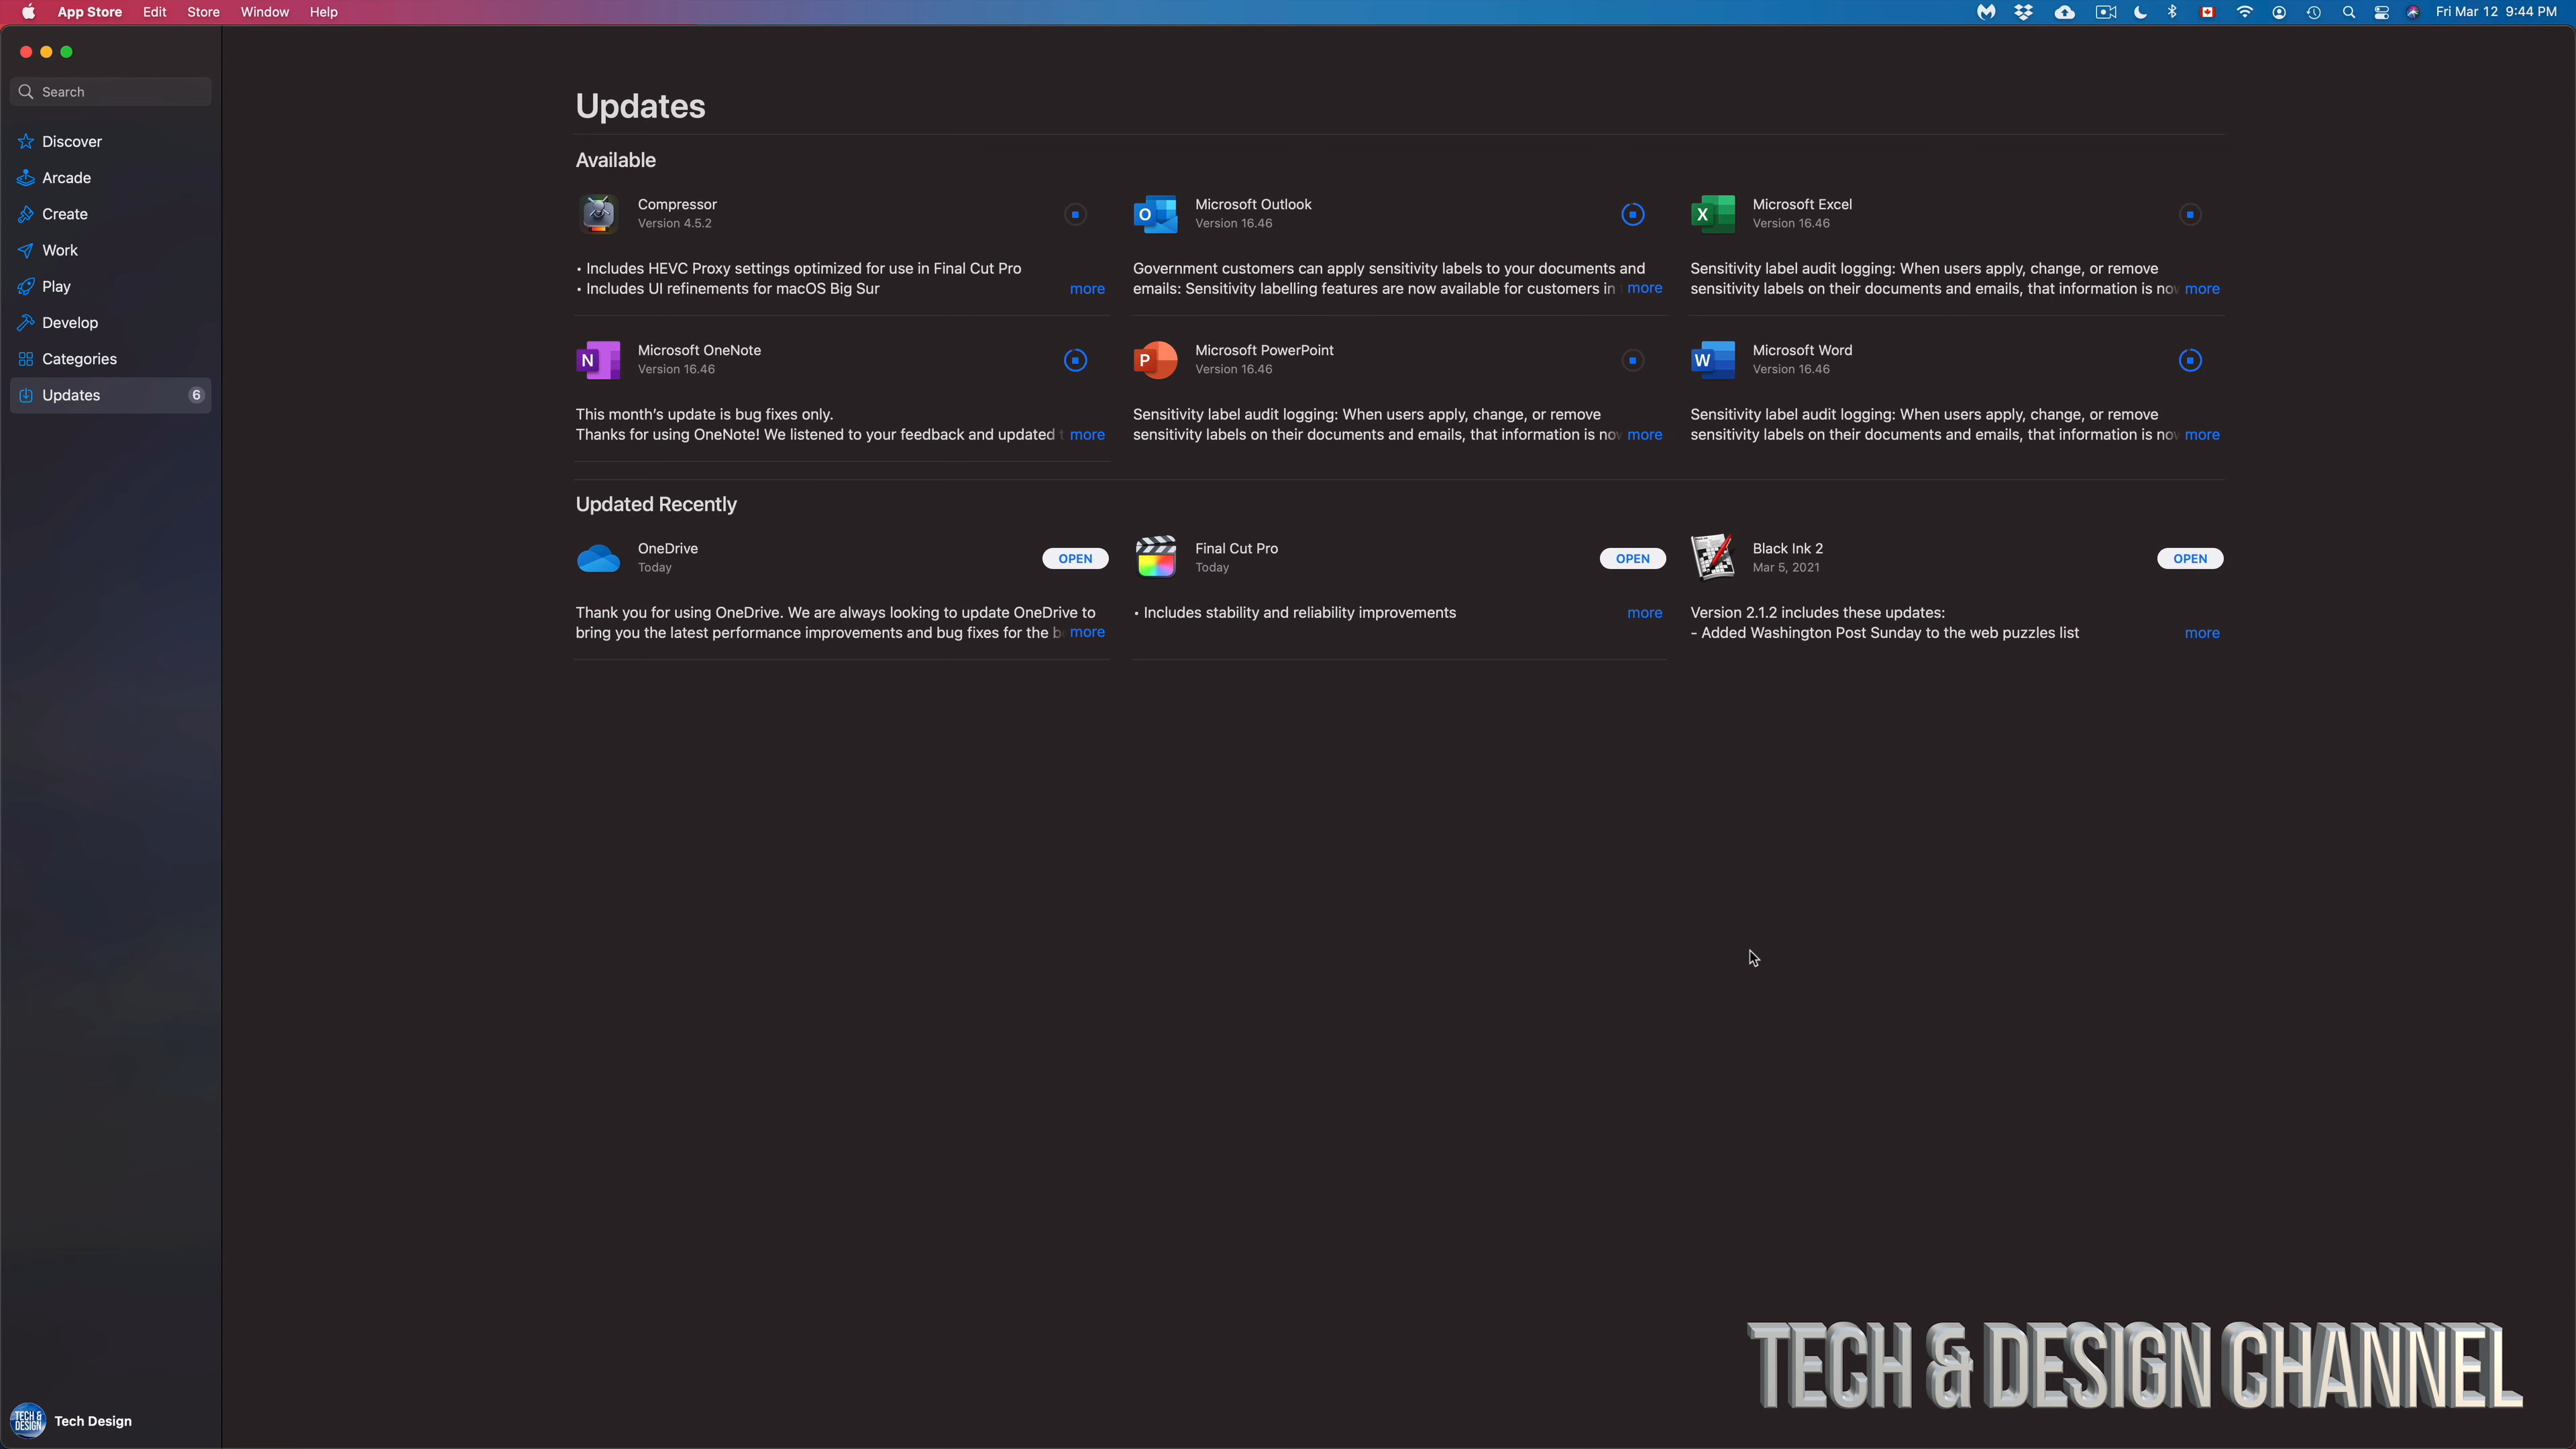 App Store Edit Store Window Help Fri Mar 12 9:44 PM
Search
Discover
Arcade
Create
Work
Play
Develop
Categories
Updates 6
Updates
Available
Compressor
Version 4.5.2
• Includes HEVC Proxy settings optimized for use in Final Cut Pro
• Includes UI refinements for macOS Big Sur more
Microsoft Outlook
Version 16.46
Government customers can apply sensitivity labels to your documents and
emails: Sensitivity labelling features are now available for customers in more
Microsoft Excel
Version 16.46
Sensitivity label audit logging: When users apply, change, or remove
sensitivity labels on their documents and emails, that information is now more
Microsoft OneNote
Version 16.46
This month's update is bug fixes only.
Thanks for using OneNote! We listened to your feedback and updated more
Microsoft PowerPoint
Version 16.46
Sensitivity label audit logging: When users apply, change, or remove
sensitivity labels on their documents and emails, that information is now more
Microsoft Word
Version 16.46
Sensitivity label audit logging: When users apply, change, or remove
sensitivity labels on their documents and emails, that information is now more
Updated Recently
OneDrive
Today
OPEN
Thank you for using OneDrive. We are always looking to update OneDrive to
bring you the latest performance improvements and bug fixes for the more
Final Cut Pro
Today
OPEN
• Includes stability and reliability improvements more
Black Ink 2
Mar 5, 2021
OPEN
Version 2.1.2 includes these updates:
- Added Washington Post Sunday to the web puzzles list more
TECH & DESIGN CHANNEL
TECH &
DESIGN
Tech Design